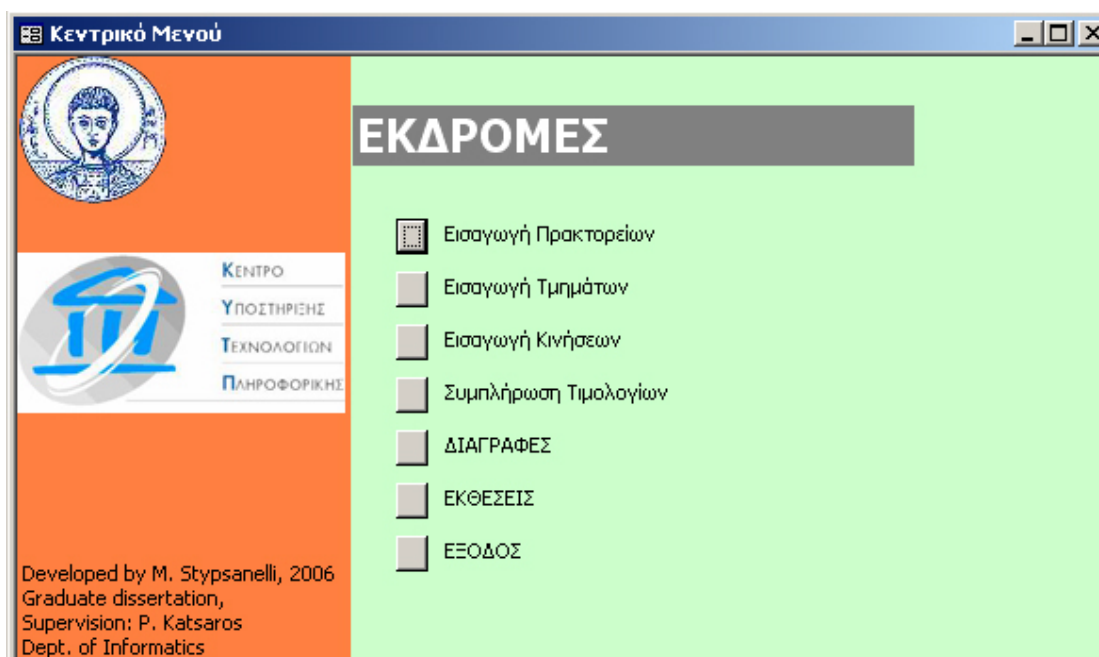 Κεντρικό Μενού
ΕΚΔΡΟΜΕΣ
Εισαγωγή Πρακτορείων
Εισαγωγή Τμημάτων
Εισαγωγή Κινήσεων
Συμπλήρωση Τιμολογίων
ΔΙΑΓΡΑΦΕΣ
ΕΚΘΕΣΕΙΣ
ΕΞΟΔΟΣ
ΚΕΝΤΡΟ
ΥΠΟΣΤΗΡΙΞΗΣ
ΤΕΧΝΟΛΟΓΙΩΝ
ΠΛΗΡΟΦΟΡΙΚΗΣ
Developed by M. Stypsanelli, 2006
Graduate dissertation,
Supervision: P. Katsaros
Dept. of Informatics